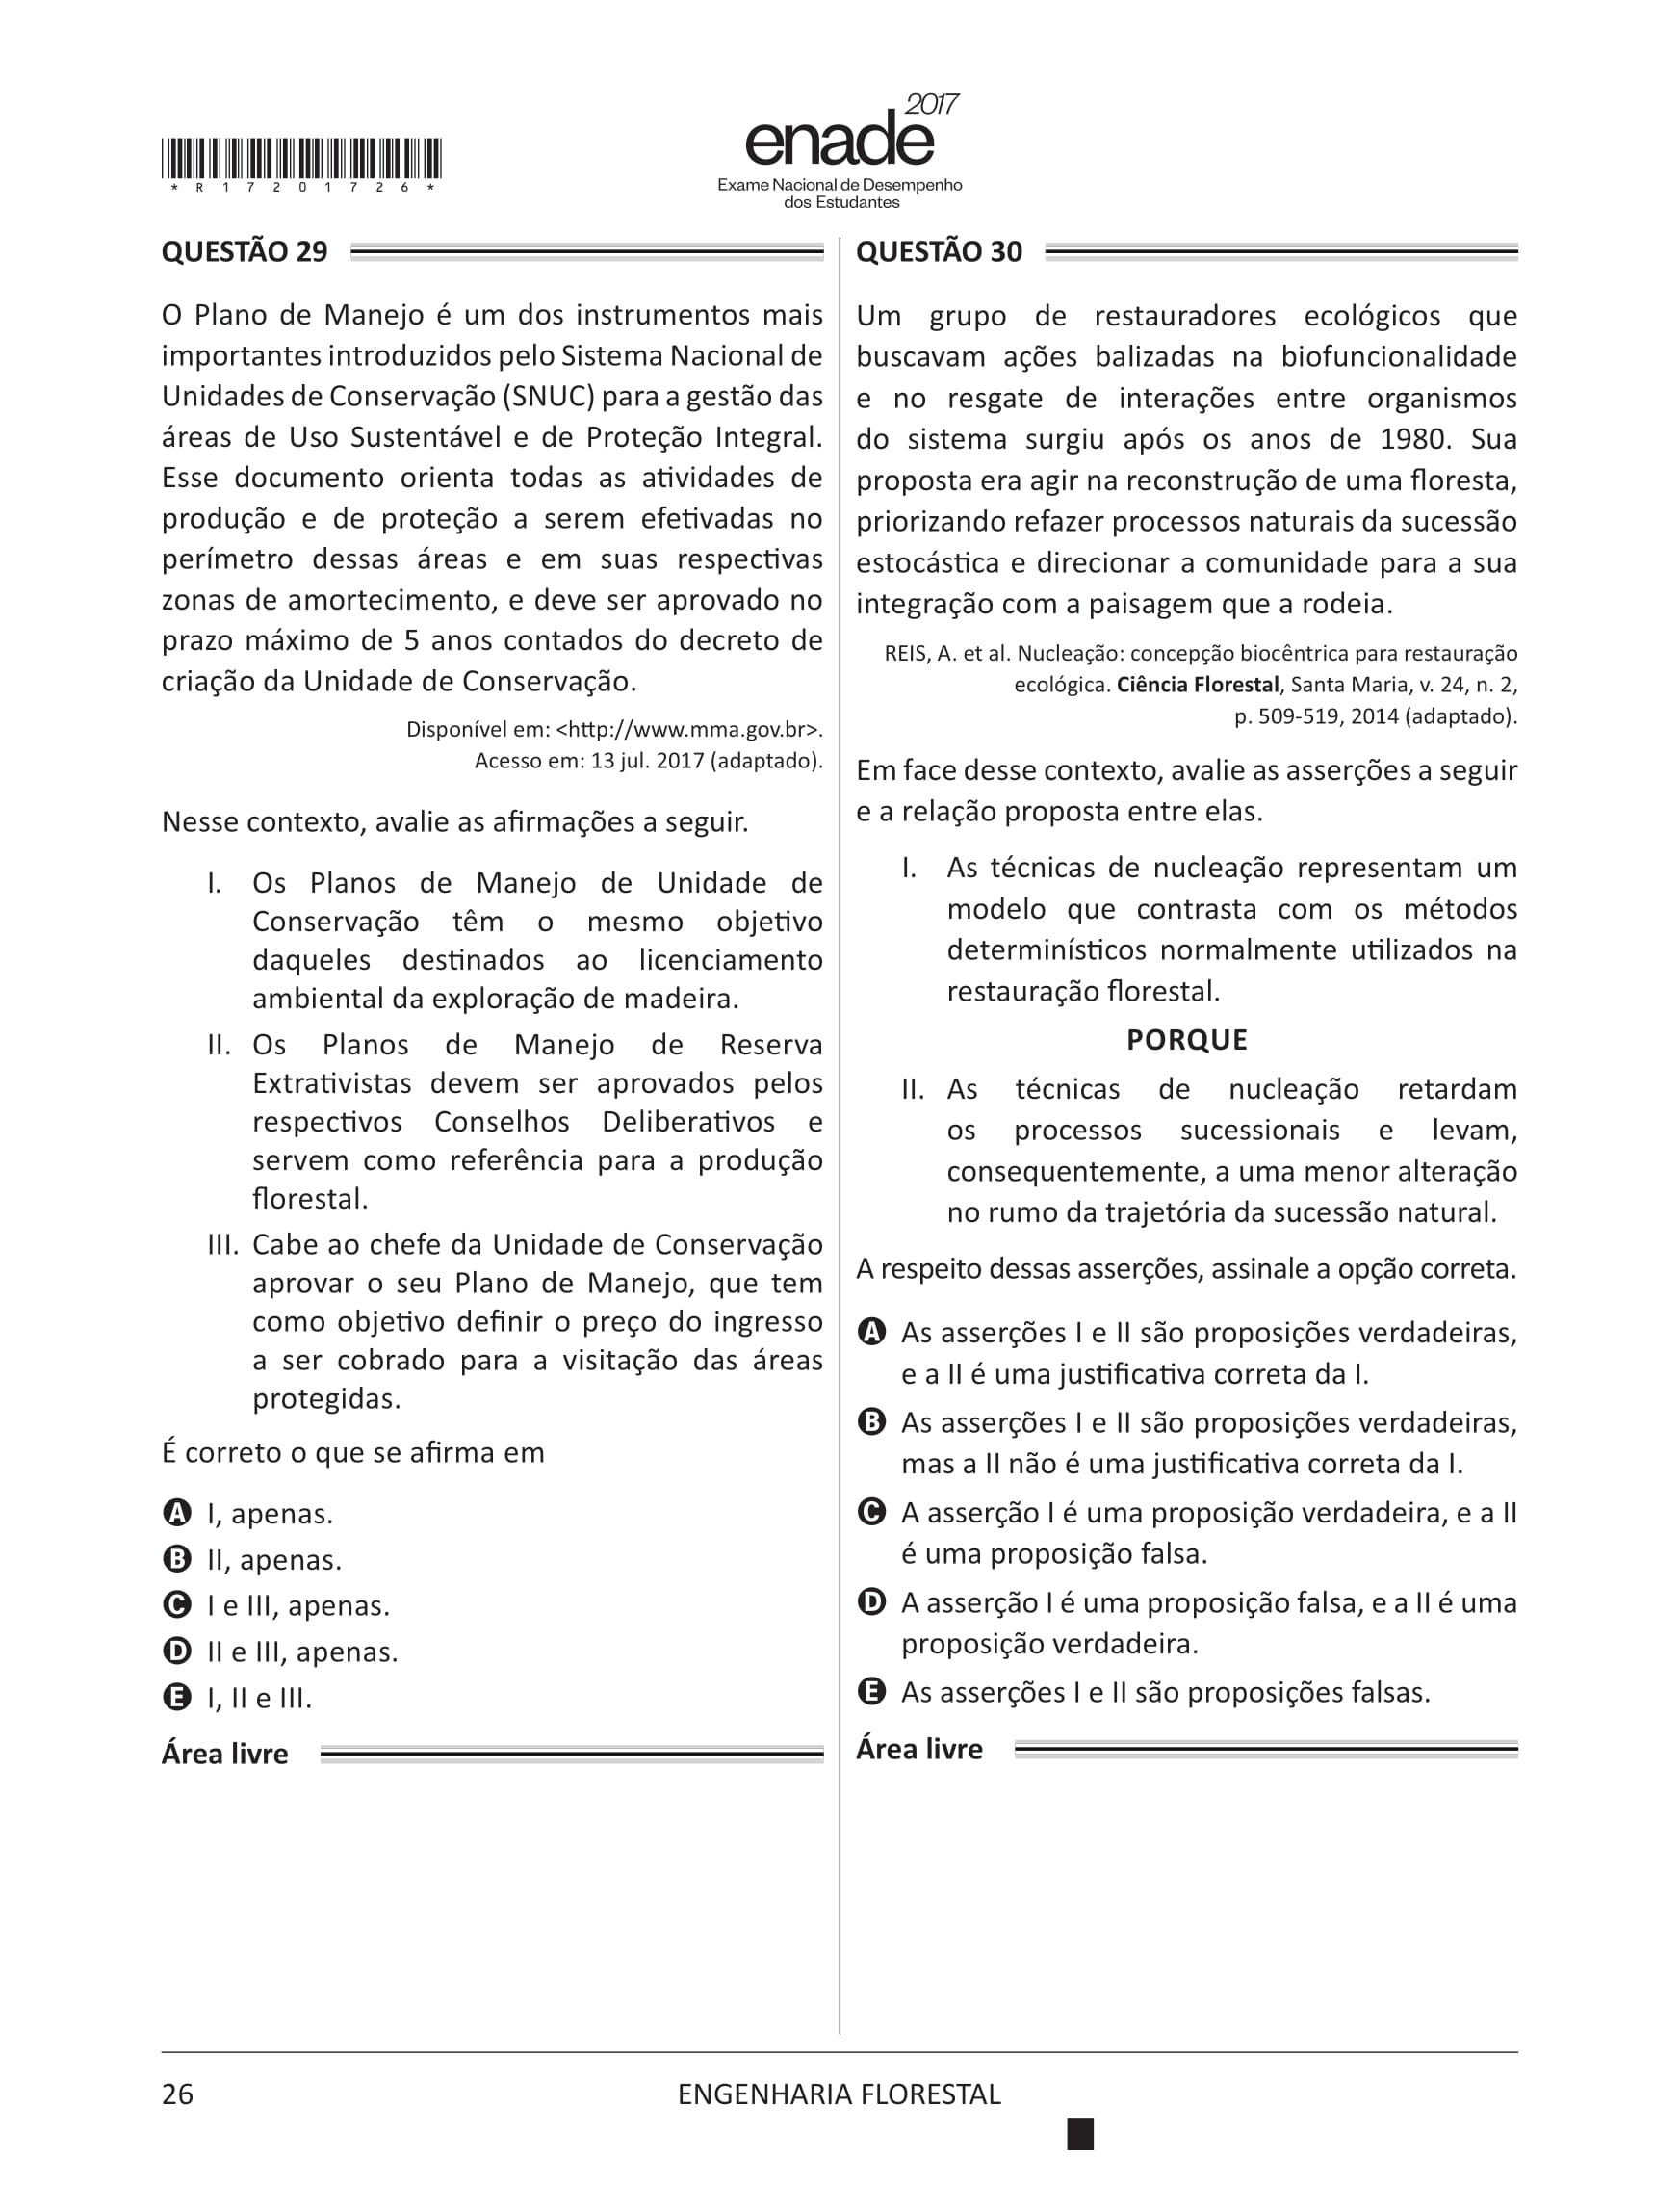 *R17201726*
enade 2017
Exame Nacional de Desempenho
dos Estudantes
QUESTÃO 29
O Plano de Manejo é um dos instrumentos mais
importantes introduzidos pelo Sistema Nacional de
Unidades de Conservação (SNUC) para a gestão das
áreas de Uso Sustentável e de Proteção Integral.
Esse documento orienta todas as atividades de
produção e de proteção a serem efetivadas no
perímetro dessas áreas e em suas respectivas
zonas de amortecimento, e deve ser aprovado no
prazo máximo de 5 anos contados do decreto de
criação da Unidade de Conservação.
Disponível em: <http://www.mma.gov.br>.
Acesso em: 13 jul. 2017 (adaptado).
Nesse contexto, avalie as afirmações a seguir.
I. Os Planos de Manejo de Unidade de
Conservação têm o mesmo objetivo
daqueles destinados ao licenciamento
ambiental da exploração de madeira.
II. Os Planos de Manejo de Reserva
Extrativistas devem ser aprovados pelos
respectivos Conselhos Deliberativos e
servem como referência para a produção
florestal.
III. Cabe ao chefe da Unidade de Conservação
aprovar o seu Plano de Manejo, que tem
como objetivo definir o preço do ingresso
a ser cobrado para a visitação das áreas
protegidas.
É correto o que se afirma em
A I, apenas.
B II, apenas.
C I e III, apenas.
D II e III, apenas.
E I, II e III.
Área livre
QUESTÃO 30
Um grupo de restauradores ecológicos que
buscavam ações balizadas na biofuncionalidade
e no resgate de interações entre organismos
do sistema surgiu após os anos de 1980. Sua
proposta era agir na reconstrução de uma floresta,
priorizando refazer processos naturais da sucessão
estocástica e direcionar a comunidade para a sua
integração com a paisagem que a rodeia.
REIS, A. et al. Nucleação: concepção biocêntrica para restauração
ecológica. Ciência Florestal, Santa Maria, v. 24, n. 2,
p. 509-519, 2014 (adaptado).
Em face desse contexto, avalie as asserções a seguir
e a relação proposta entre elas.
I. As técnicas de nucleação representam um
modelo que contrasta com os métodos
determinísticos normalmente utilizados na
restauração florestal.
PORQUE
II. As técnicas de nucleação retardam
os processos sucessionais e levam,
consequentemente, a uma menor alteração
no rumo da trajetória da sucessão natural.
A respeito dessas asserções, assinale a opção correta.
A As asserções I e II são proposições verdadeiras,
e a II é uma justificativa correta da I.
B As asserções I e II são proposições verdadeiras,
mas a II não é uma justificativa correta da I.
C A asserção I é uma proposição verdadeira, e a II
é uma proposição falsa.
D A asserção I é uma proposição falsa, e a II é uma
proposição verdadeira.
E As asserções I e II são proposições falsas.
Área livre
26
ENGENHARIA FLORESTAL